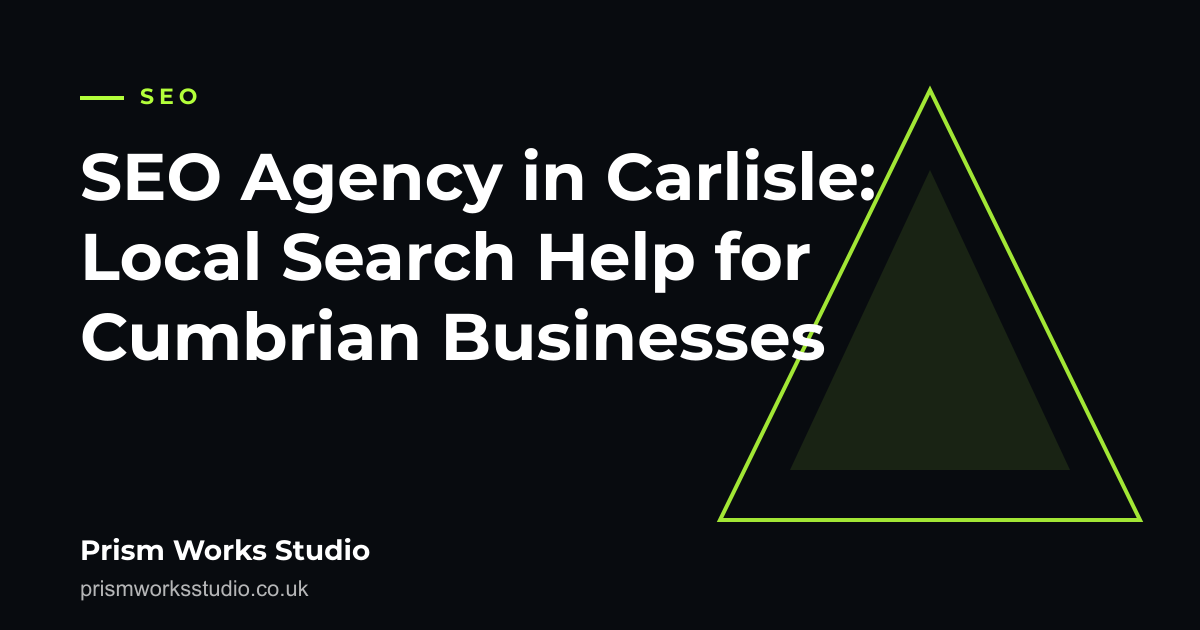 SEO
SEO Agency in Carlisle:
Local Search Help for
Cumbrian Businesses
Prism Works Studio
prismworksstudio.co.uk